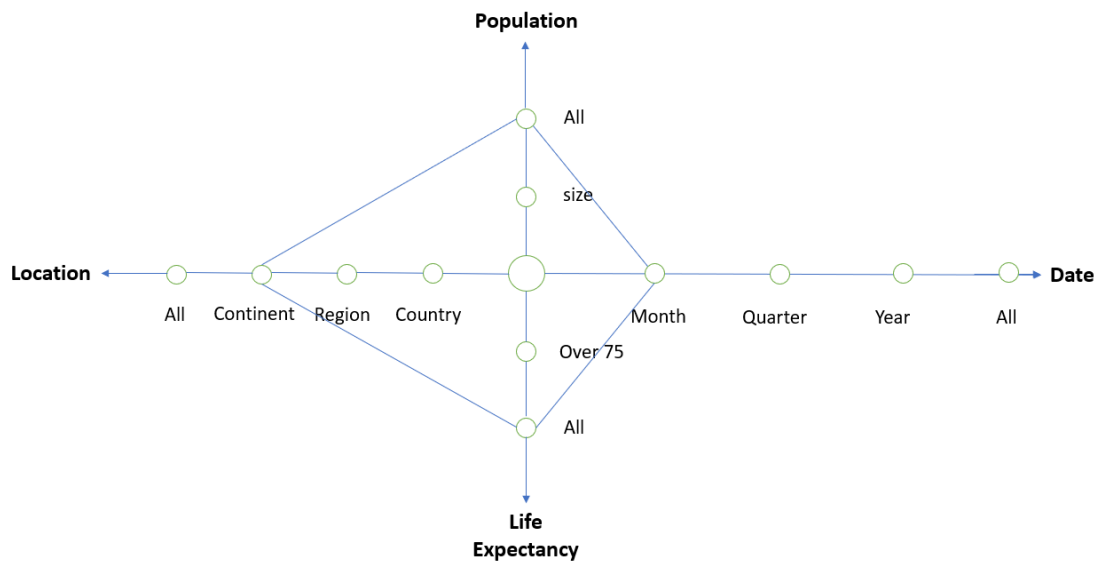 Population
All
size
Location
Date
All
Continent
Region
Country
Month
Quarter
Year
All
Over 75
All
Life
Expectancy